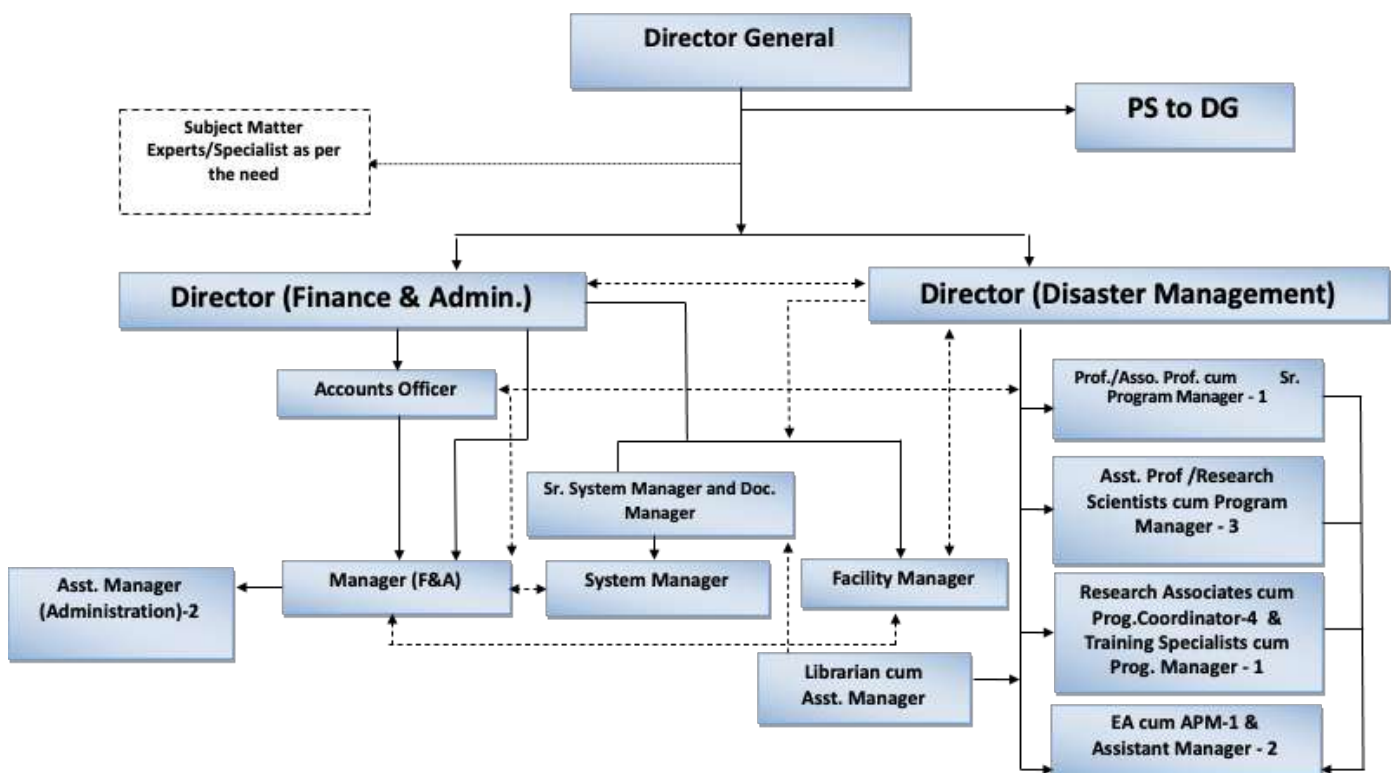 Director General
PS to DG
Subject Matter
Experts/Specialist as per
the need
Director (Finance & Admin.)
Director (Disaster Management)
Accounts Officer
Prof./Asso. Prof. cum Sr.
Program Manager - 1
Sr. System Manager and Doc.
Manager
Asst. Prof /Research
Scientists cum Program
Manager - 3
Asst. Manager
(Administration)-2
Manager (F&A)
System Manager
Facility Manager
Research Associates cum
Prog.Coordinator-4 &
Training Specialists cum
Prog. Manager - 1
Librarian cum
Asst. Manager
EA cum APM-1 &
Assistant Manager - 2